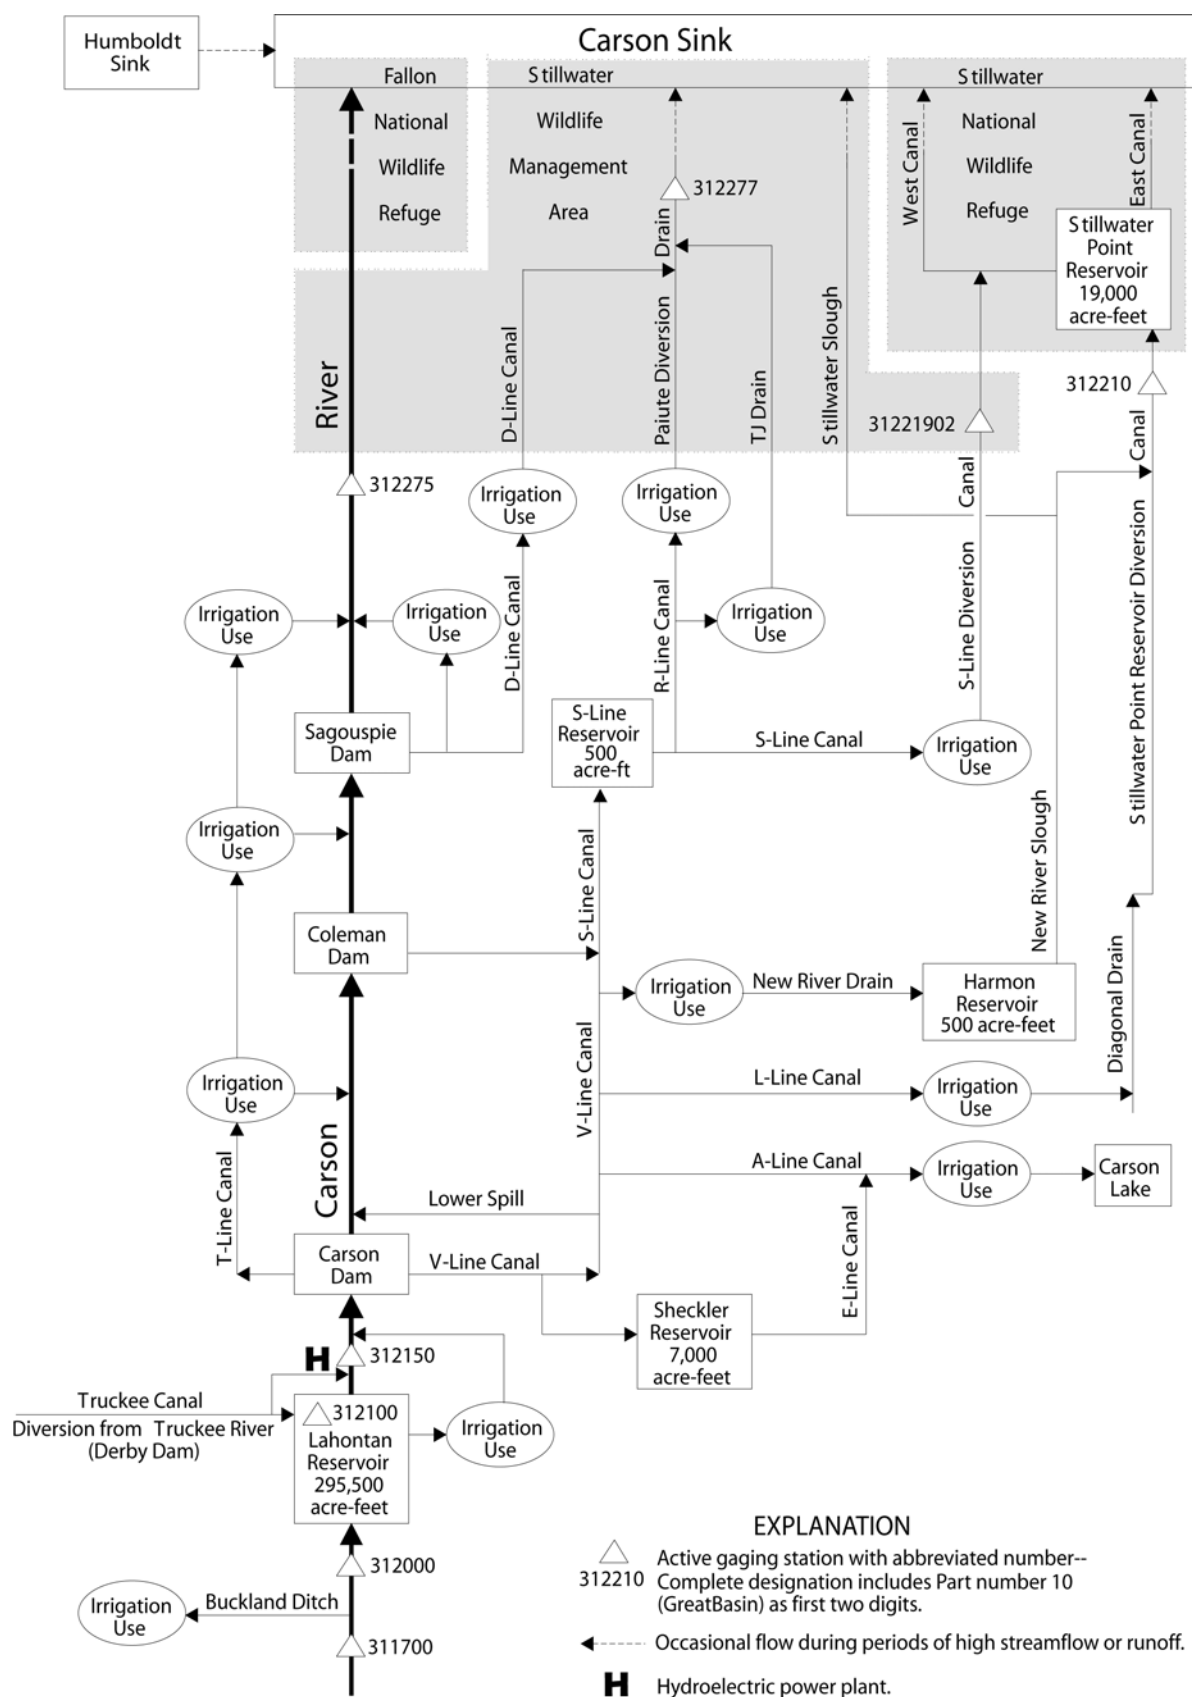 Humboldt
Sink
Carson Sink
Fallon
National
Wildlife
Refuge
Stillwater
Wildlife
Management
Area
Stillwater
National
Wildlife
Refuge
West Canal
East Canal
312277
Drain
Stillwater
Point
Reservoir
19,000
acre-feet
River
D-Line Canal
Paiute Diversion
TJ Drain
Stillwater Slough
31221902
312210
Canal
Canal
312275
Irrigation
Use
Irrigation
Use
Irrigation
Use
Irrigation
Use
Irrigation
Use
D-Line Canal
R-Line Canal
S-Line Diversion
Stillwater Point Reservoir Diversion
Sagouspie
Dam
S-Line
Reservoir
500
acre-ft
S-Line Canal
Irrigation
Use
Irrigation
Use
S-Line Canal
New River Slough
Coleman
Dam
Irrigation
Use
New River Drain
Harmon
Reservoir
500 acre-feet
Diagonal Drain
V-Line Canal
Irrigation
Use
L-Line Canal
Irrigation
Use
Carson
T-Line Canal
A-Line Canal
Irrigation
Use
Carson
Lake
Lower Spill
Carson
Dam
V-Line Canal
E-Line Canal
Sheckler
Reservoir
7,000
acre-feet
H
312150
Truckee Canal
Diversion from Truckee River
(Derby Dam)
312100
Lahontan
Reservoir
295,500
acre-feet
Irrigation
Use
312000
Buckland Ditch
Irrigation
Use
311700
EXPLANATION
312210
Active gaging station with abbreviated number--
Complete designation includes Part number 10
(GreatBasin) as first two digits.
Occasional flow during periods of high streamflow or runoff.
H Hydroelectric power plant.